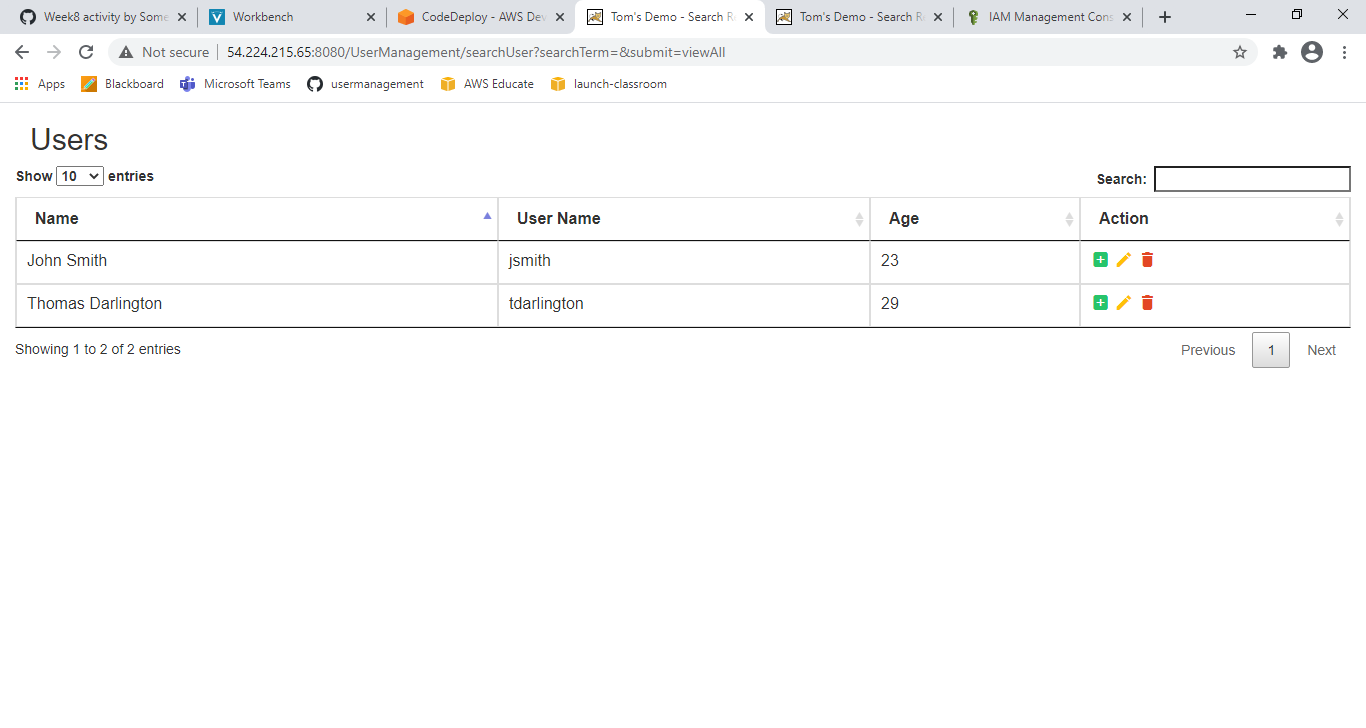 Week8 activity by Some
Workbench
CodeDeploy - AWS Dev
Tom's Demo - Search R
Tom's Demo - Search R
IAM Management Cons
Not secure
54.224.215.65:8080/UserManagement/searchUser?searchTerm=&submit=viewAll
Apps
Blackboard
Microsoft Teams
usermanagement
AWS Educate
launch-classroom
Users
Show 10 entries
Search:
Name User Name Age Action
John Smith jsmith 23
Thomas Darlington tdarlington 29
Showing 1 to 2 of 2 entries
Previous 1 Next